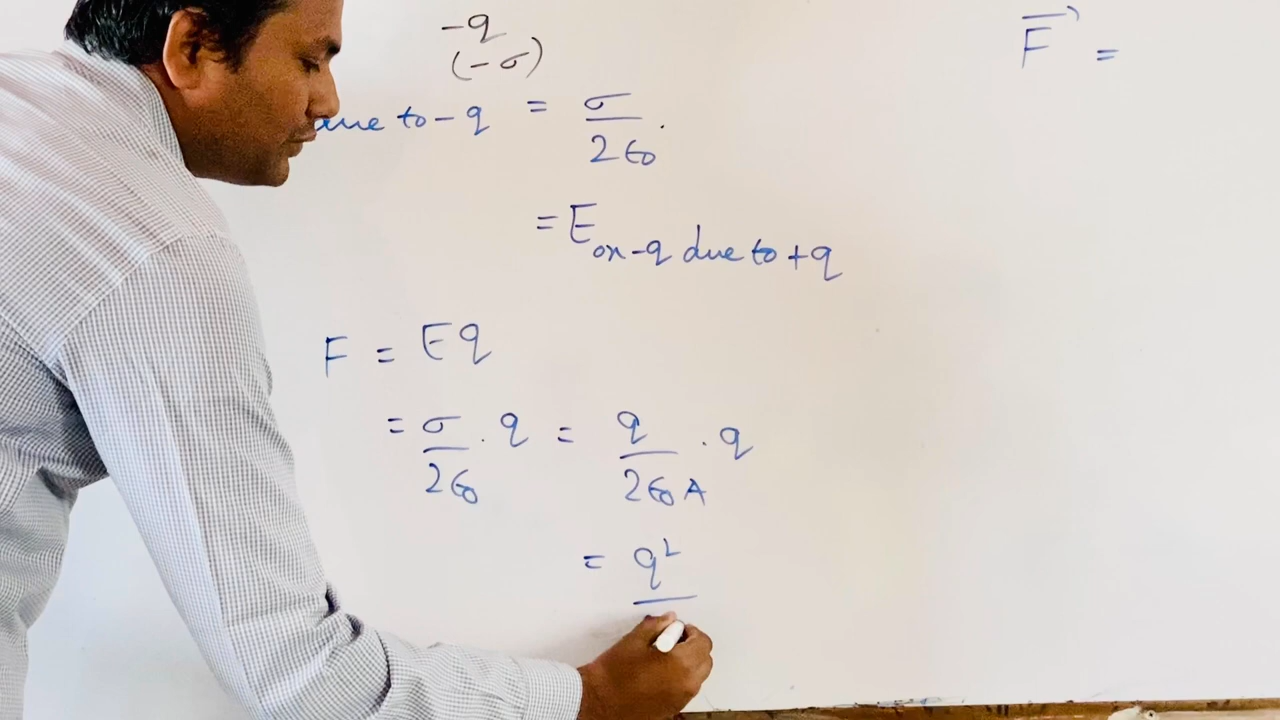 -q
(-σ)
due to -q = σ/2ϵ₀.
= E on -q due to +q
F = Eq
= σ/2ϵ₀ . q = q/2ϵ₀A . q
= q²
F⃗ =